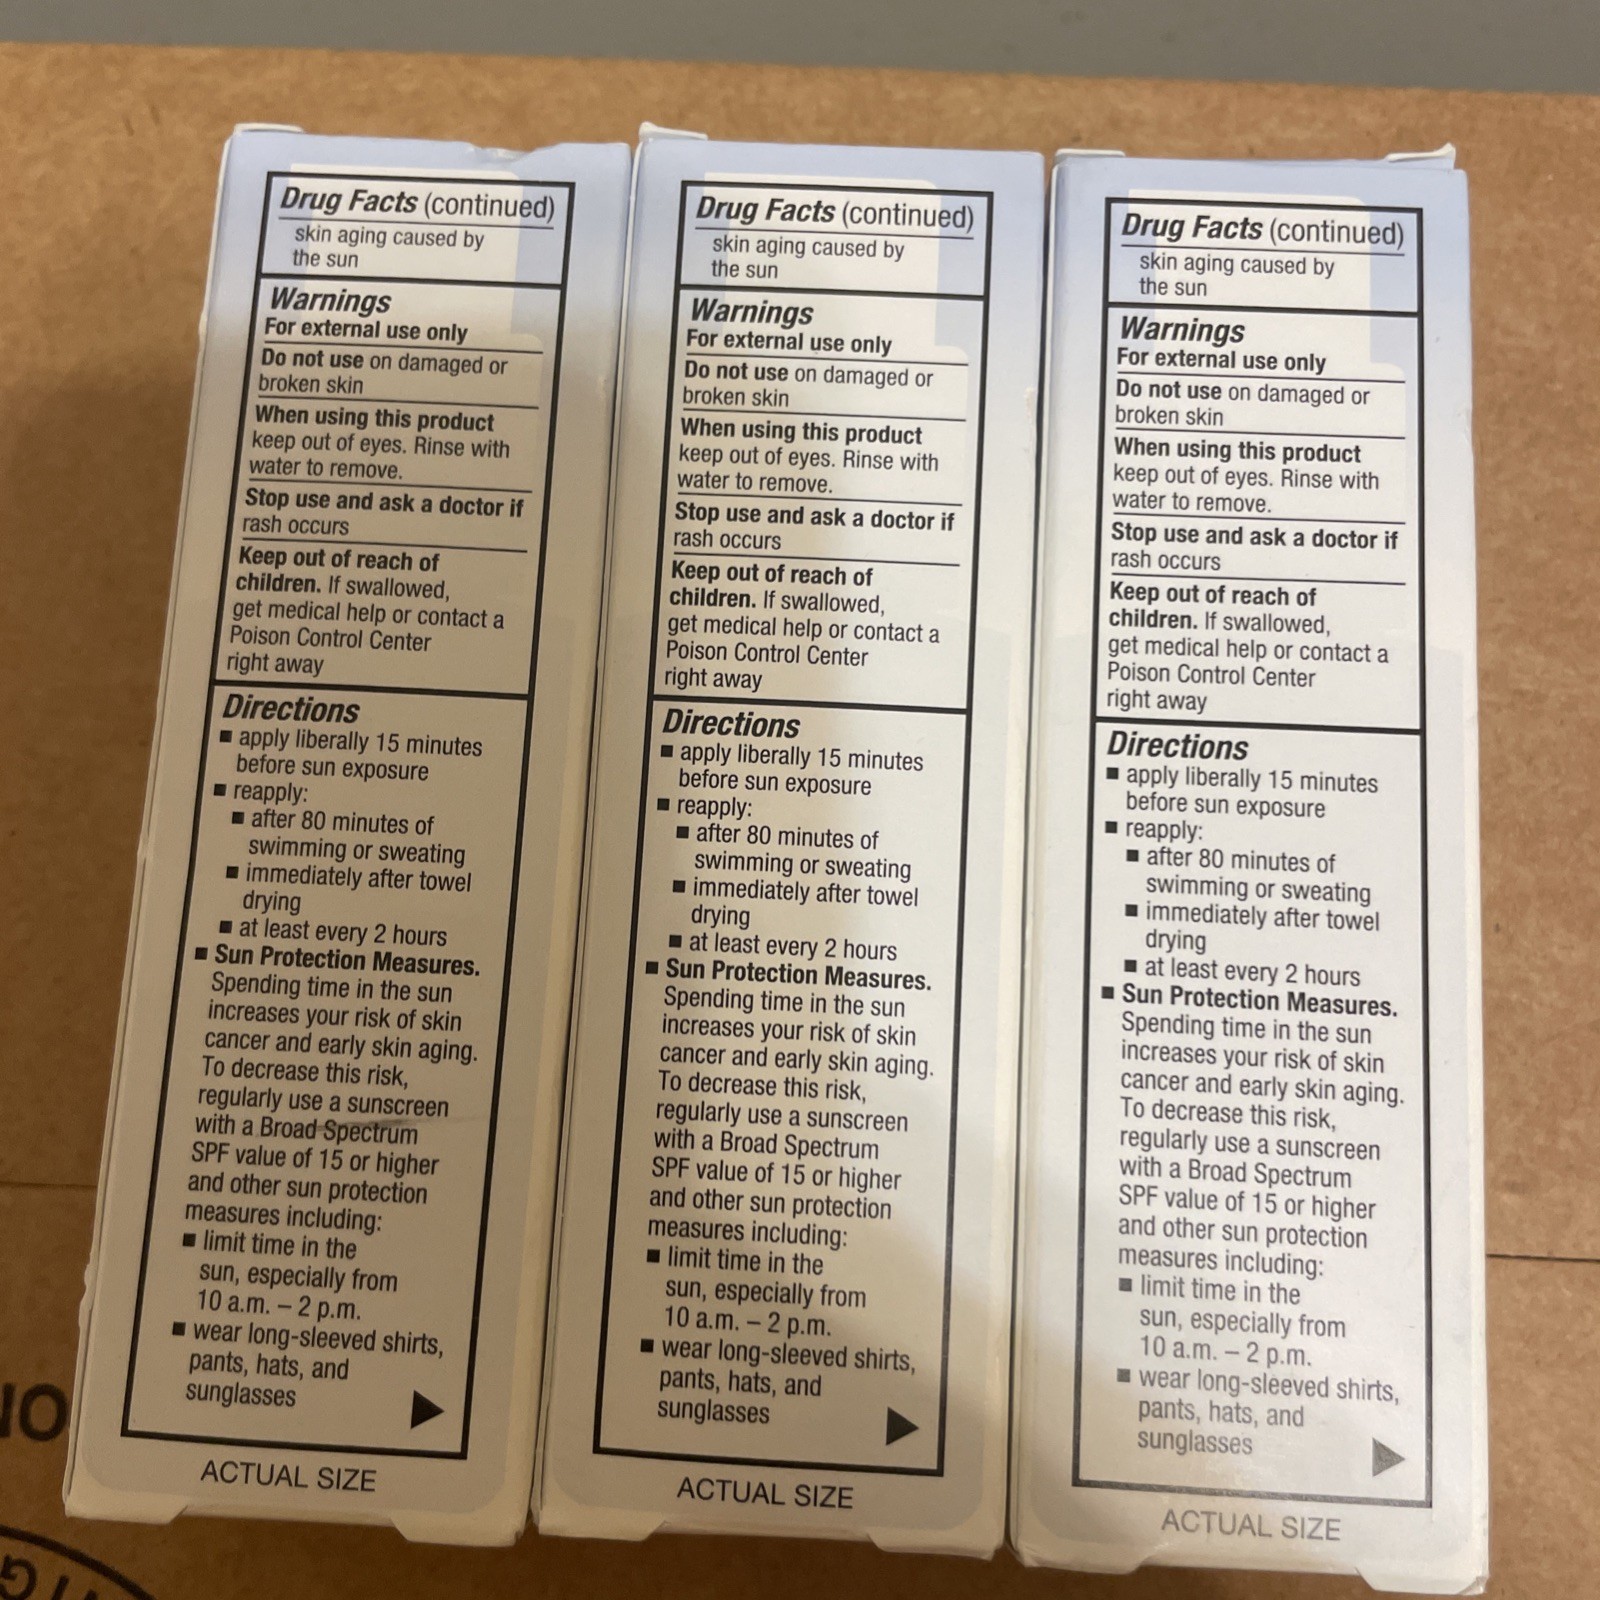 Drug Facts (continued)
skin aging caused by
the sun
Warnings
For external use only
Do not use on damaged or
broken skin
When using this product
keep out of eyes. Rinse with
water to remove.
Stop use and ask a doctor if
rash occurs
Keep out of reach of
children. If swallowed,
get medical help or contact a
Poison Control Center
right away
Directions
■ apply liberally 15 minutes
before sun exposure
■ reapply:
■ after 80 minutes of
swimming or sweating
■ immediately after towel
drying
■ at least every 2 hours
■ Sun Protection Measures.
Spending time in the sun
increases your risk of skin
cancer and early skin aging.
To decrease this risk,
regularly use a sunscreen
with a Broad Spectrum
SPF value of 15 or higher
and other sun protection
measures including:
■ limit time in the
sun, especially from
10 a.m. – 2 p.m.
■ wear long-sleeved shirts,
pants, hats, and
sunglasses
ACTUAL SIZE
Drug Facts (continued)
skin aging caused by
the sun
Warnings
For external use only
Do not use on damaged or
broken skin
When using this product
keep out of eyes. Rinse with
water to remove.
Stop use and ask a doctor if
rash occurs
Keep out of reach of
children. If swallowed,
get medical help or contact a
Poison Control Center
right away
Directions
■ apply liberally 15 minutes
before sun exposure
■ reapply:
■ after 80 minutes of
swimming or sweating
■ immediately after towel
drying
■ at least every 2 hours
■ Sun Protection Measures.
Spending time in the sun
increases your risk of skin
cancer and early skin aging.
To decrease this risk,
regularly use a sunscreen
with a Broad Spectrum
SPF value of 15 or higher
and other sun protection
measures including:
■ limit time in the
sun, especially from
10 a.m. – 2 p.m.
■ wear long-sleeved shirts,
pants, hats, and
sunglasses
ACTUAL SIZE
Drug Facts (continued)
skin aging caused by
the sun
Warnings
For external use only
Do not use on damaged or
broken skin
When using this product
keep out of eyes. Rinse with
water to remove.
Stop use and ask a doctor if
rash occurs
Keep out of reach of
children. If swallowed,
get medical help or contact a
Poison Control Center
right away
Directions
■ apply liberally 15 minutes
before sun exposure
■ reapply:
■ after 80 minutes of
swimming or sweating
■ immediately after towel
drying
■ at least every 2 hours
■ Sun Protection Measures.
Spending time in the sun
increases your risk of skin
cancer and early skin aging.
To decrease this risk,
regularly use a sunscreen
with a Broad Spectrum
SPF value of 15 or higher
and other sun protection
measures including:
■ limit time in the
sun, especially from
10 a.m. – 2 p.m.
■ wear long-sleeved shirts,
pants, hats, and
sunglasses
ACTUAL SIZE